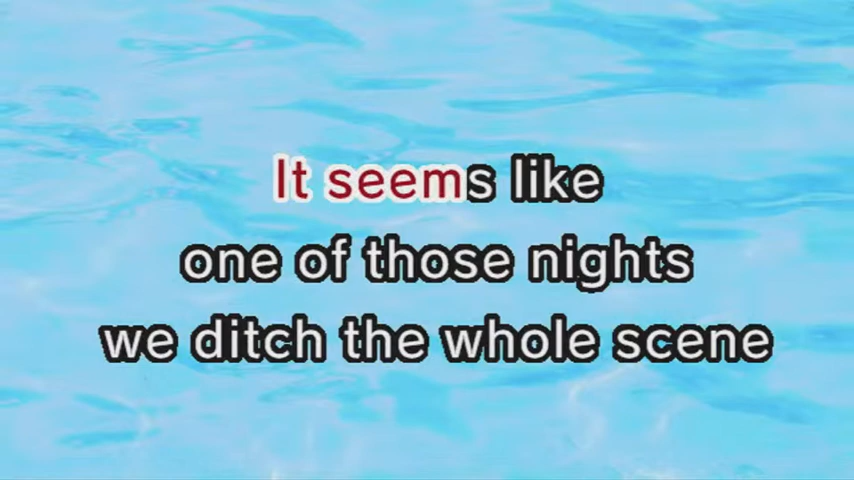 It seems like
one of those nights
we ditch the whole scene